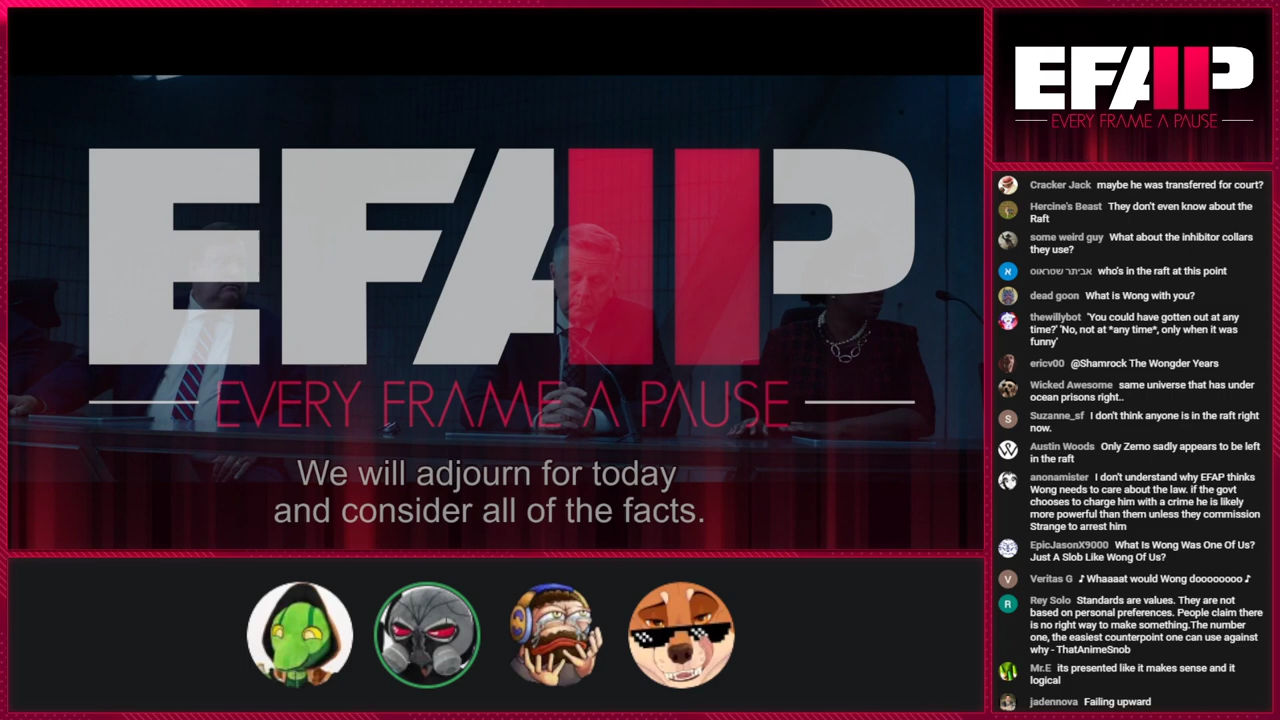 EFAP
EVERY FRAME A PAUSE
We will adjourn for today
and consider all of the facts.
EFAP
EVERY FRAME A PAUSE
Cracker Jack maybe he was transferred for court?
Hercine's Beast They don't even know about the
Raft
some weird guy What about the inhibitor collars
they use?
אביתר שטראוס who's in the raft at this point
dead goon What is Wong with you?
thewillybot 'You could have gotten out at any
time?' 'No, not at *any time*, only when it was
funny'
ericv00 @Shamrock The Wongder Years
Wicked Awesome same universe that has under
ocean prisons right..
Suzanne_sf I don't think anyone is in the raft right
now.
Austin Woods Only Zemo sadly appears to be left
in the raft
anonamister I don't understand why EFAP thinks
Wong needs to care about the law. if the govt
chooses to charge him with a crime he is likely
more powerful than them unless they commission
Strange to arrest him
EpicJasonX9000 What Is Wong Was One Of Us?
Just A Slob Like Wong Of Us?
Veritas G ♪ Whaaaat would Wong doooooooo ♪
Rey Solo Standards are values. They are not
based on personal preferences. People claim there
is no right way to make something.The number
one, the easiest counterpoint one can use against
why - ThatAnimeSnob
Mr.E its presented like it makes sense and it
logical
jadennova Failing upward